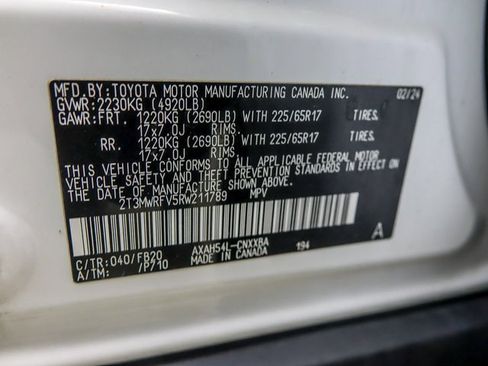 MFD.BY:TOYOTA MOTOR MANUFACTURING CANADA INC. 02/24
GVWR:2230KG (4920LB)
GAWR:FRT. 1220KG (2690LB) WITH 225/65R17 TIRES,
17x7.0J RIMS,
RR. 1220KG (2690LB) WITH 225/65R17 TIRES,
17x7.0J RIMS,
THIS VEHICLE CONFORMS TO ALL APPLICABLE FEDERAL MOTOR
VEHICLE SAFETY AND THEFT PREVENTION STANDARDS IN EFFECT ON
THE DATE OF MANUFACTURE SHOWN ABOVE.
2T3MWRFV5RW211789 MPV
C/TR:040/FB20 AXAH54L-CNXXBA 194
A/TM: /P710 MADE IN CANADA A